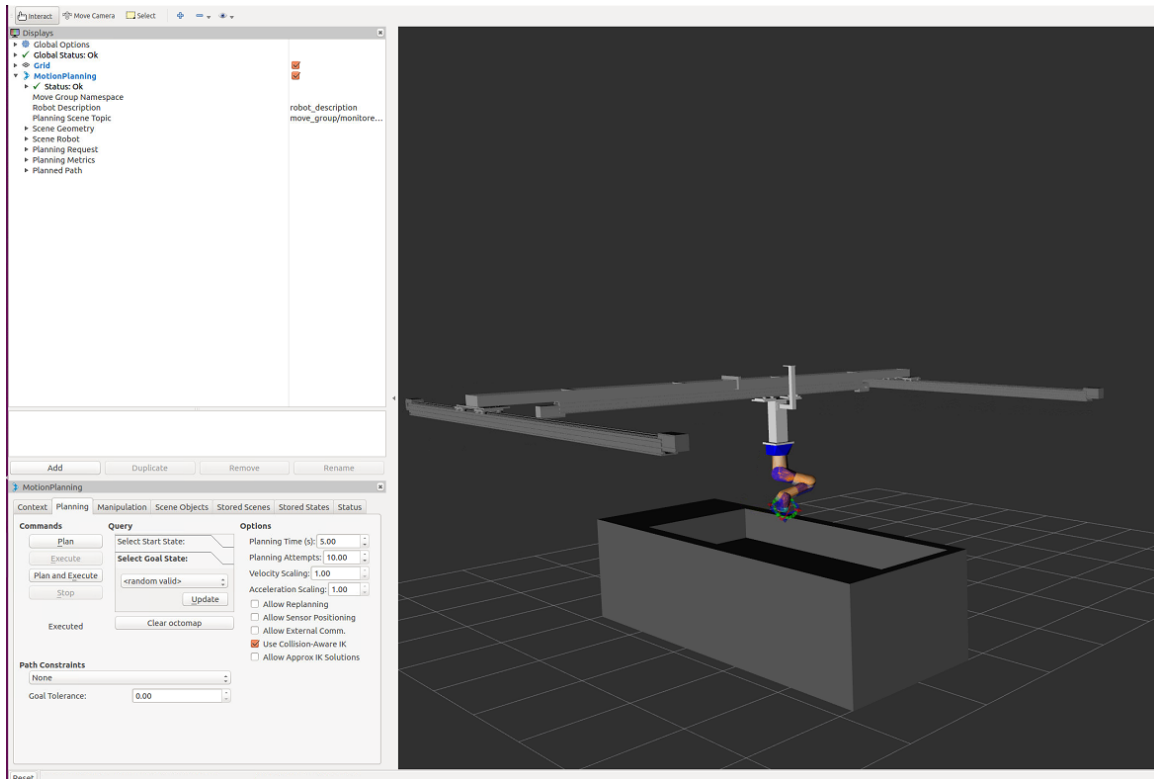 Interact Move Camera Select
Displays
Global Options
Global Status: Ok
Grid
MotionPlanning
Status: Ok
Move Group Namespace
Robot Description robot_description
Planning Scene Topic move_group/monitore...
Scene Geometry
Scene Robot
Planning Request
Planning Metrics
Planned Path
Add Duplicate Remove Rename
MotionPlanning
Context Planning Manipulation Scene Objects Stored Scenes Stored States Status
Commands Query Options
Plan Select Start State: Planning Time (s): 5.00
Execute Select Goal State: Planning Attempts: 10.00
Plan and Execute <random valid> Velocity Scaling: 1.00
Stop Update Acceleration Scaling: 1.00
Allow Replanning
Executed Clear octomap Allow Sensor Positioning
Allow External Comm.
Use Collision-Aware IK
Allow Approx IK Solutions
Path Constraints
None
Goal Tolerance: 0.00
Reset